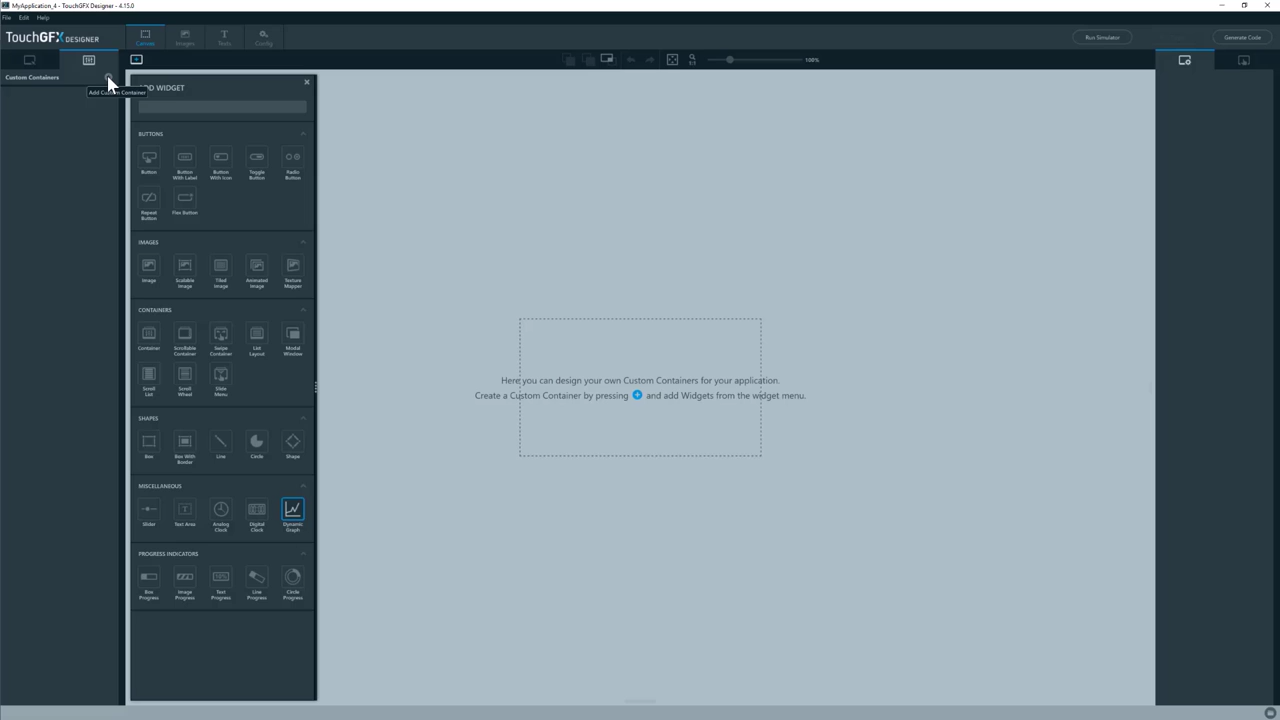 MyApplication_4 - TouchGFX Designer - 4.15.0
File Edit Help
TouchGFX DESIGNER
Canvas Images Texts Config
Run Simulator Generate Code
100%
Custom Containers
Add Custom Container
ADD WIDGET
BUTTONS
Button
Button With Label
Button With Icon
Toggle Button
Radio Button
Repeat Button
Flex Button
IMAGES
Image
Scalable Image
Tiled Image
Animated Image
Texture Mapper
CONTAINERS
Container
Scrollable Container
Swipe Container
List Layout
Modal Window
Scroll List
Scroll Wheel
Slide Menu
SHAPES
Box
Box With Border
Line
Circle
Shape
MISCELLANEOUS
Slider
Text Area
Analog Clock
Digital Clock
Dynamic Graph
PROGRESS INDICATORS
Box Progress
Image Progress
Text Progress
Line Progress
Circle Progress
Here you can design your own Custom Containers for your application.
Create a Custom Container by pressing + and add Widgets from the widget menu.